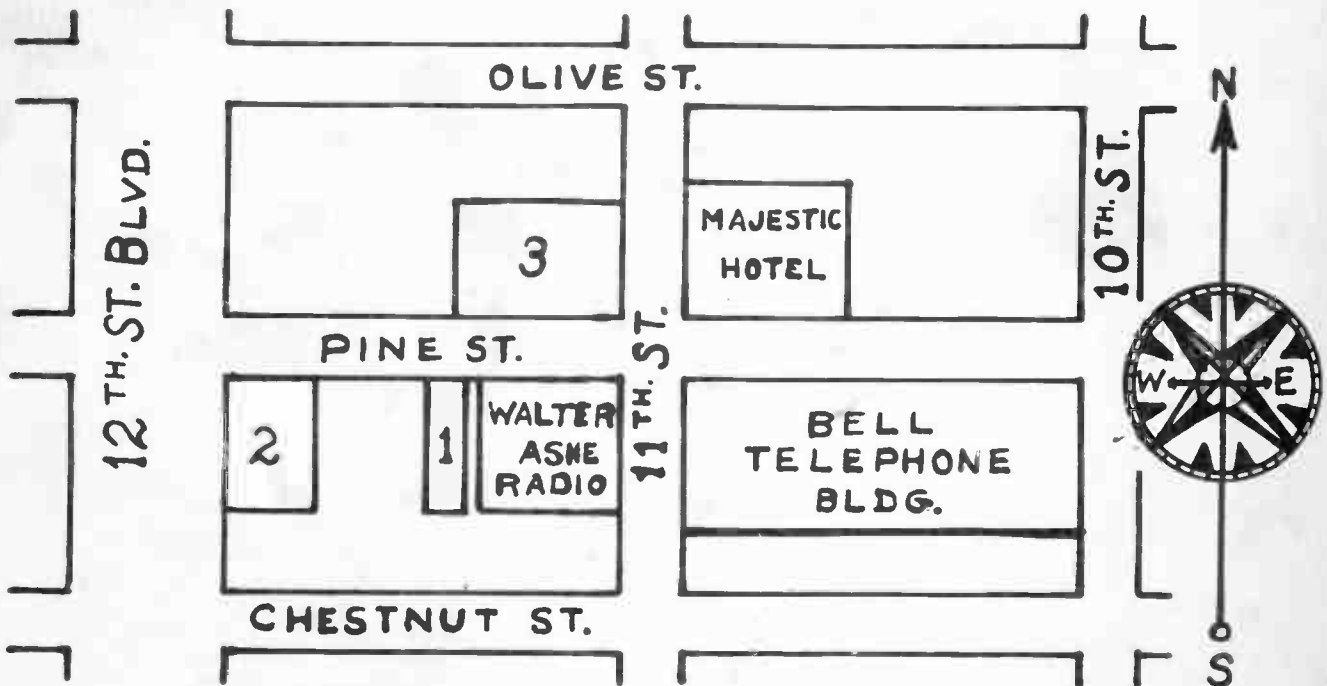 OLIVE ST.
N
12TH. ST. BLVD.
10TH. ST.
MAJESTIC
HOTEL
3
PINE ST.
11TH. ST.
W
E
2
1
WALTER
ASHE
RADIO
BELL
TELEPHONE
BLDG.
CHESTNUT ST.
S